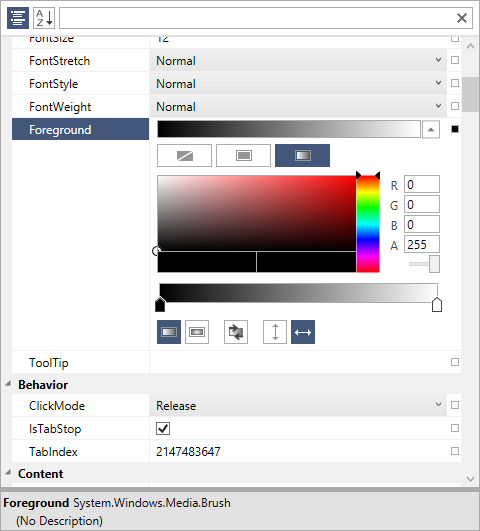 A
Z
FontSize 12
FontStretch Normal
FontStyle Normal
FontWeight Normal
Foreground
R 0
G 0
B 0
A 255
ToolTip
Behavior
ClickMode Release
IsTabStop
TabIndex 2147483647
Content
Foreground System.Windows.Media.Brush
(No Description)